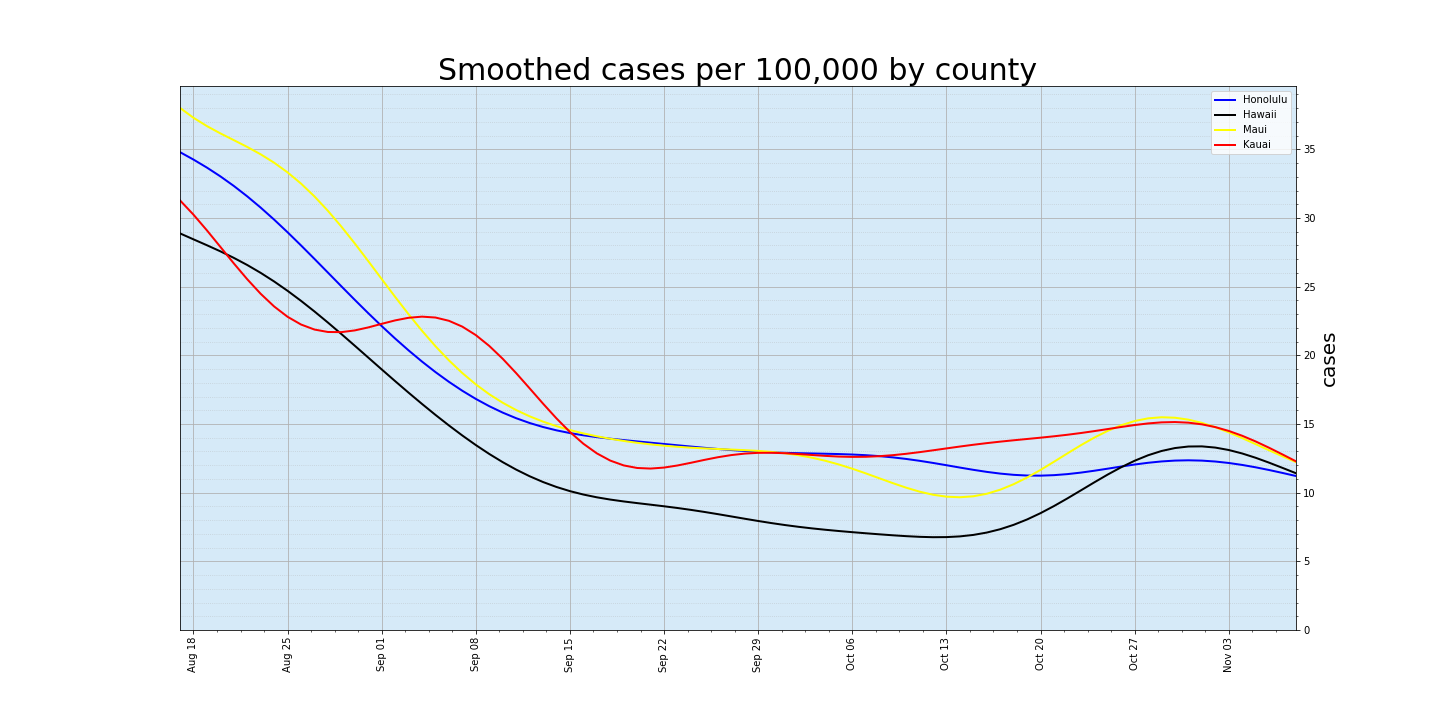 Smoothed cases per 100,000 by county
Honolulu
Hawaii
Maui
Kauai
35
30
25
20
15
10
5
0
cases
Aug 18
Aug 25
Sep 01
Sep 08
Sep 15
Sep 22
Sep 29
Oct 06
Oct 13
Oct 20
Oct 27
Nov 03